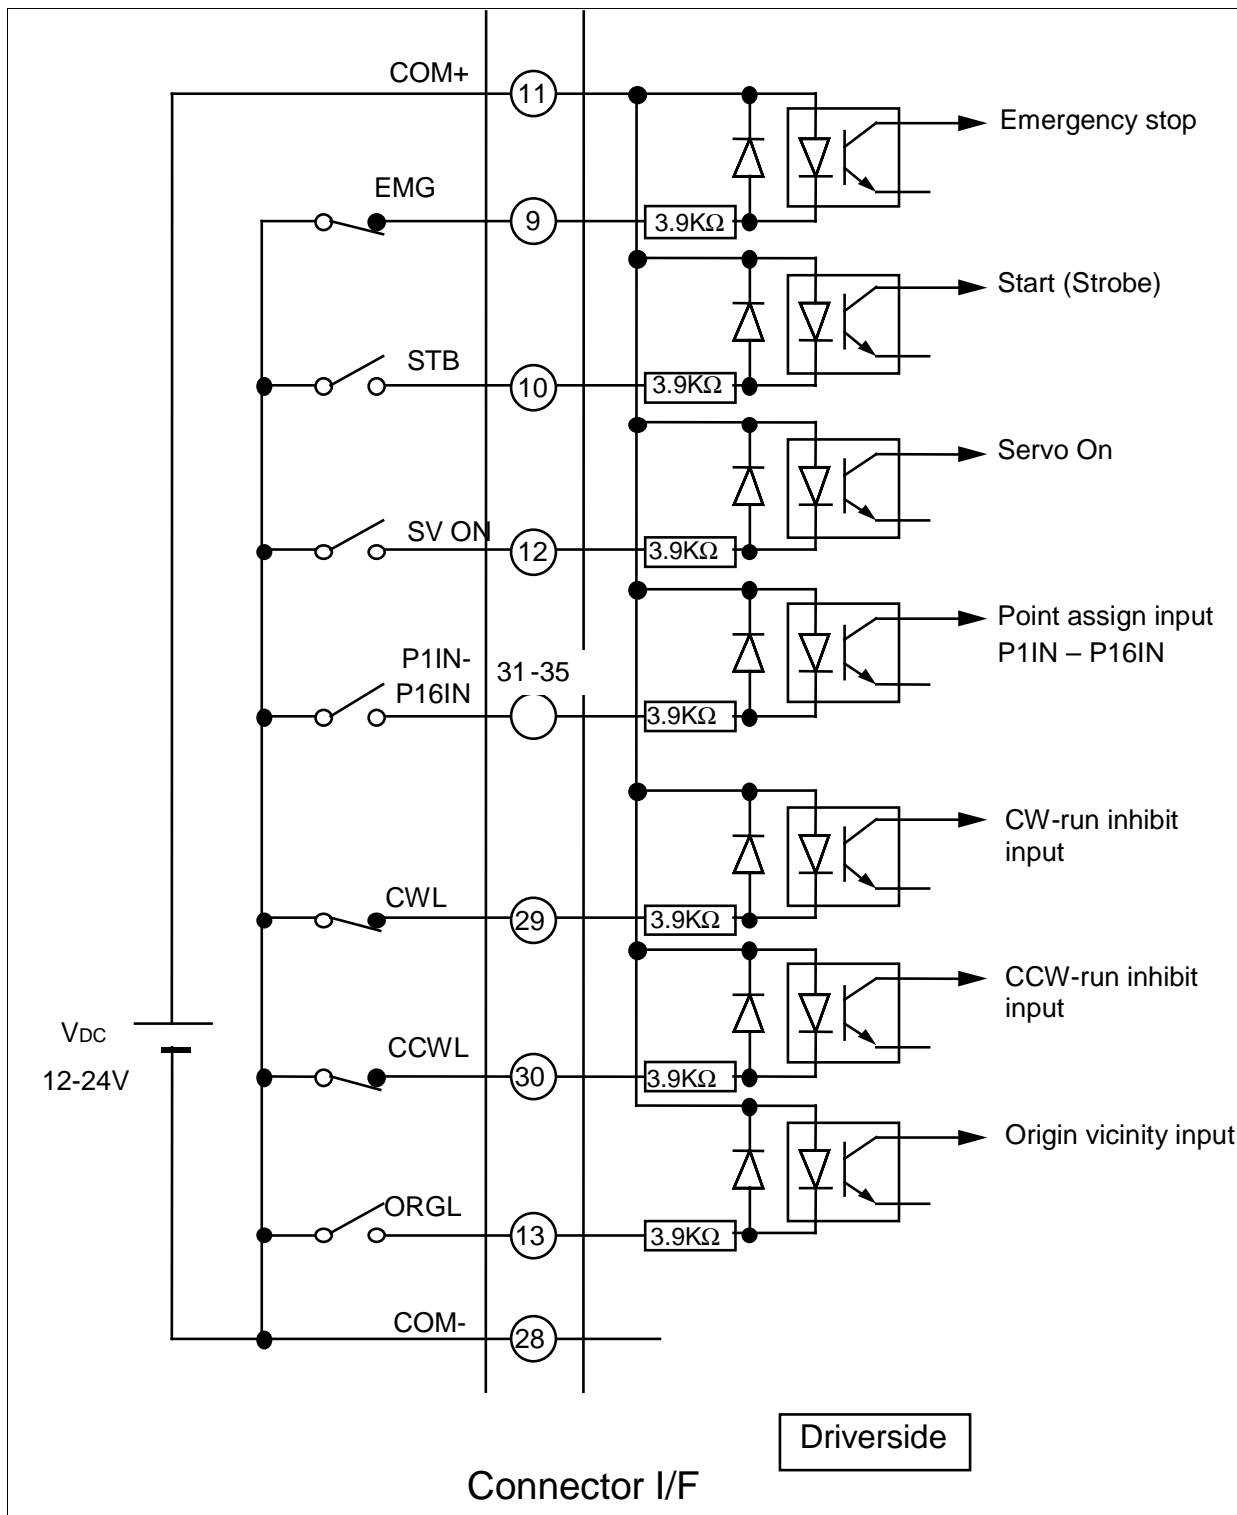 COM+
11
Emergency stop
EMG
9
3.9KΩ
Start (Strobe)
STB
10
3.9KΩ
Servo On
SV ON
12
3.9KΩ
Point assign input
P1IN – P16IN
P1IN-
P16IN
31-35
3.9KΩ
CW-run inhibit
input
CWL
29
3.9KΩ
CCW-run inhibit
input
VDC
12-24V
CCWL
30
3.9KΩ
Origin vicinity input
ORGL
13
3.9KΩ
COM-
28
Driverside
Connector I/F